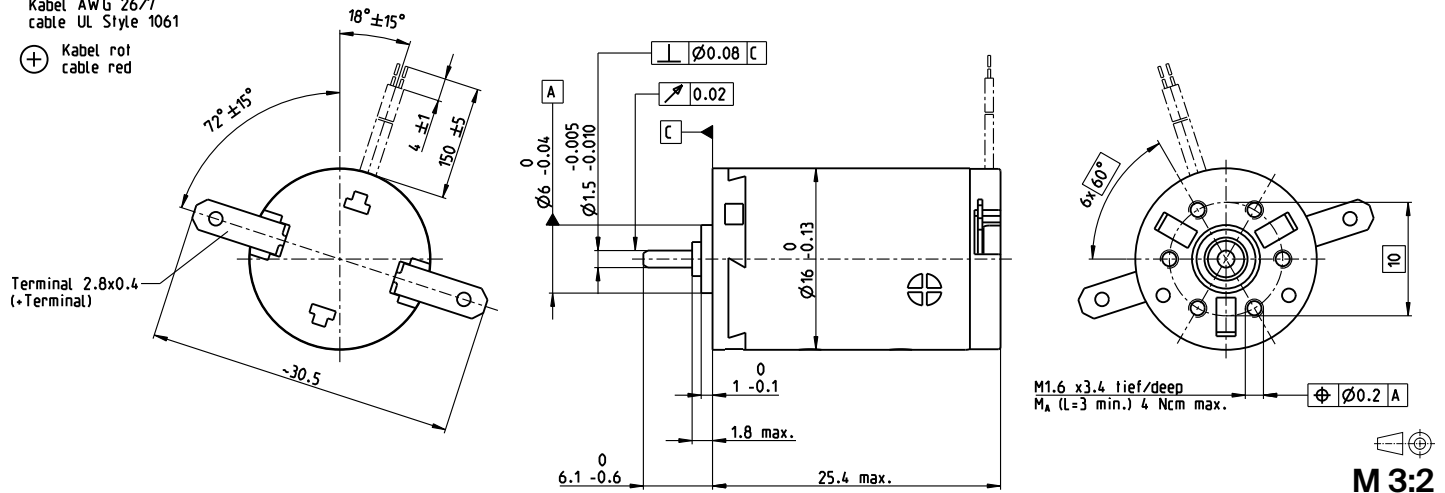 Kabel AWG 26/7
cable UL Style 1061
Kabel rot
cable red
18°±15°
72° ±15°
4 ±1
150 ±5
Terminal 2.8x0.4
(+Terminal)
~30.5
⊥ Ø0.08 C
↗ 0.02
A
C
0
Ø6 -0.04
-0.005
Ø1.5 -0.010
0
Ø16 -0.13
0
1 -0.1
1.8 max.
0
6.1 -0.6
25.4 max.
6x 60°
10
M1.6 x3.4 tief/deep
MA (L=3 min.) 4 Ncm max.
⌖ Ø0.2 A
M 3:2